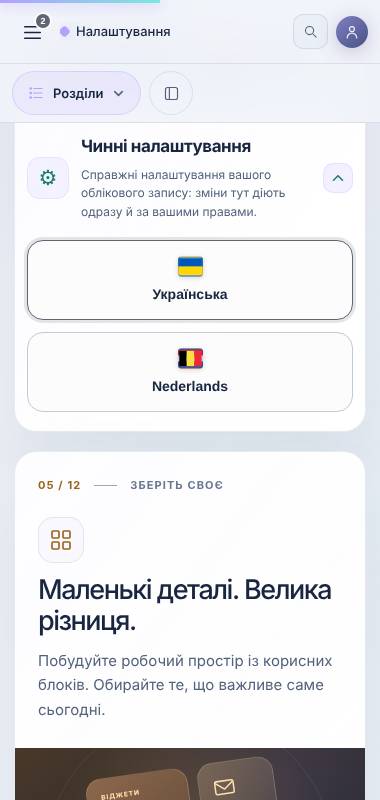 2
Налаштування
Розділи
Чинні налаштування
Справжні налаштування вашого
облікового запису: зміни тут діють
одразу й за вашими правами.
Українська
Nederlands
05 / 12
ЗБЕРІТЬ СВОЄ
Маленькі деталі. Велика
різниця.
Побудуйте робочий простір із корисних
блоків. Обирайте те, що важливе саме
сьогодні.
ВІДЖЕТИ